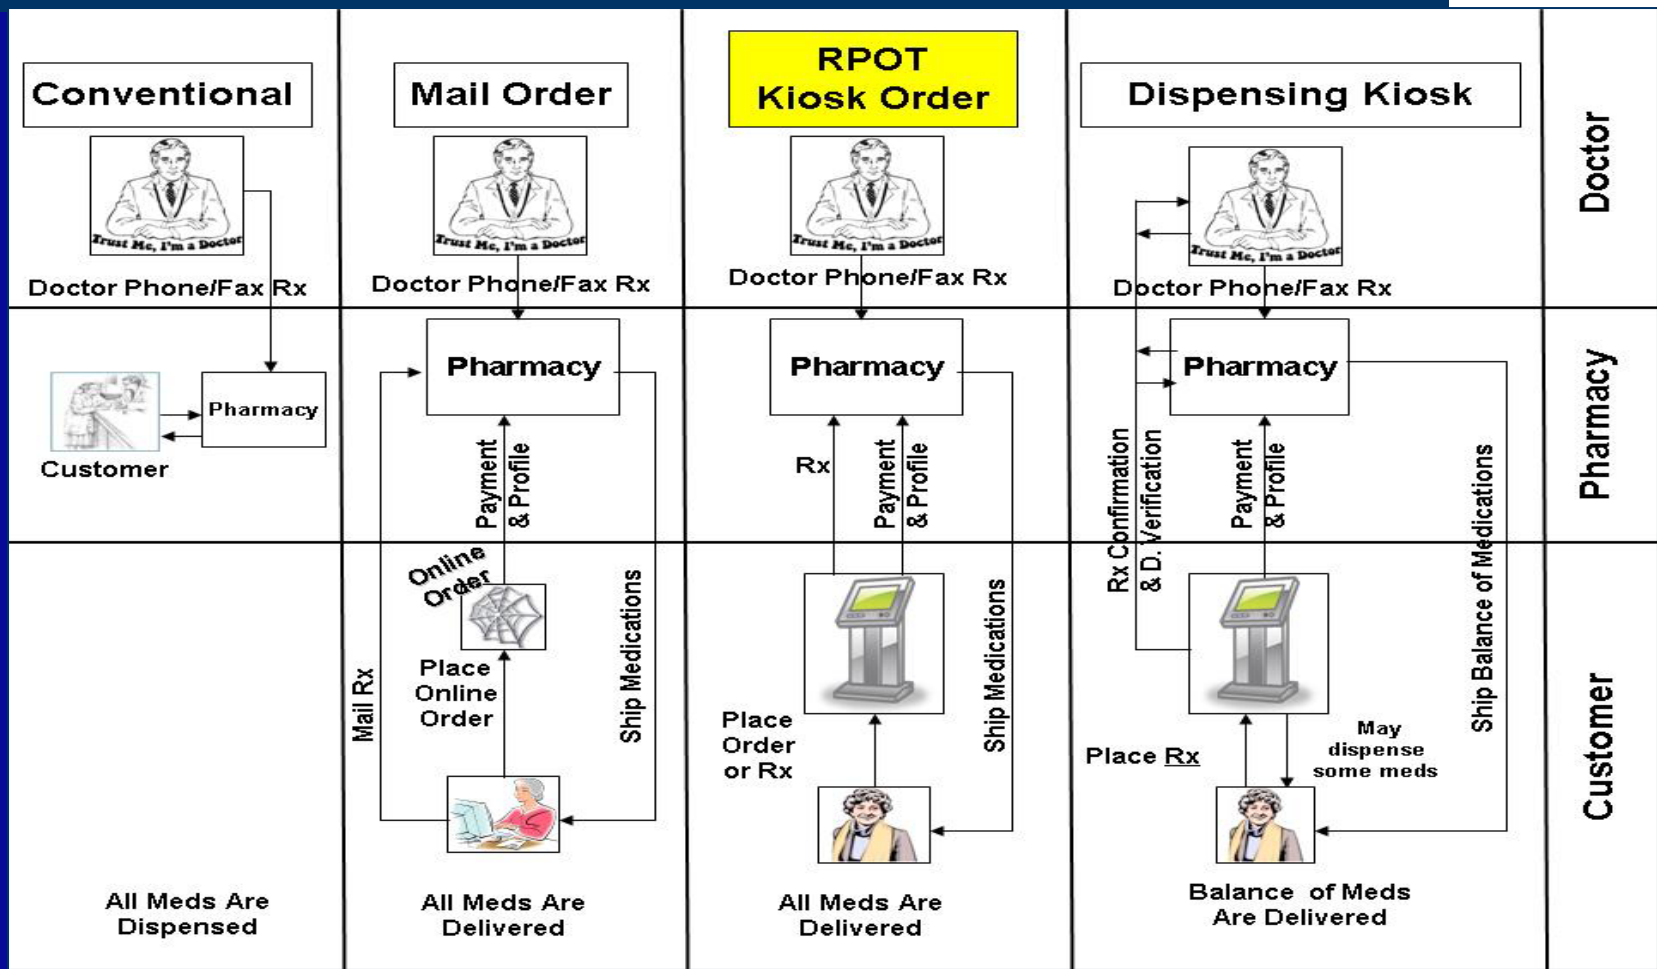 Conventional
Trust Me, I'm a Doctor
Doctor Phone/Fax Rx
Pharmacy
Customer
All Meds Are
Dispensed
Mail Order
Trust Me, I'm a Doctor
Doctor Phone/Fax Rx
Pharmacy
Payment
& Profile
Online
Order
Place
Online
Order
Mail Rx
Ship Medications
All Meds Are
Delivered
RPOT
Kiosk Order
Trust Me, I'm a Doctor
Doctor Phone/Fax Rx
Pharmacy
Rx
Payment
& Profile
Place
Order
or Rx
Ship Medications
All Meds Are
Delivered
Dispensing Kiosk
Trust Me, I'm a Doctor
Doctor Phone/Fax Rx
Pharmacy
Rx Confirmation
& D. Verification
Payment
& Profile
Ship Balance of Medications
Place Rx
May
dispense
some meds
Balance of Meds
Are Delivered
Doctor
Pharmacy
Customer